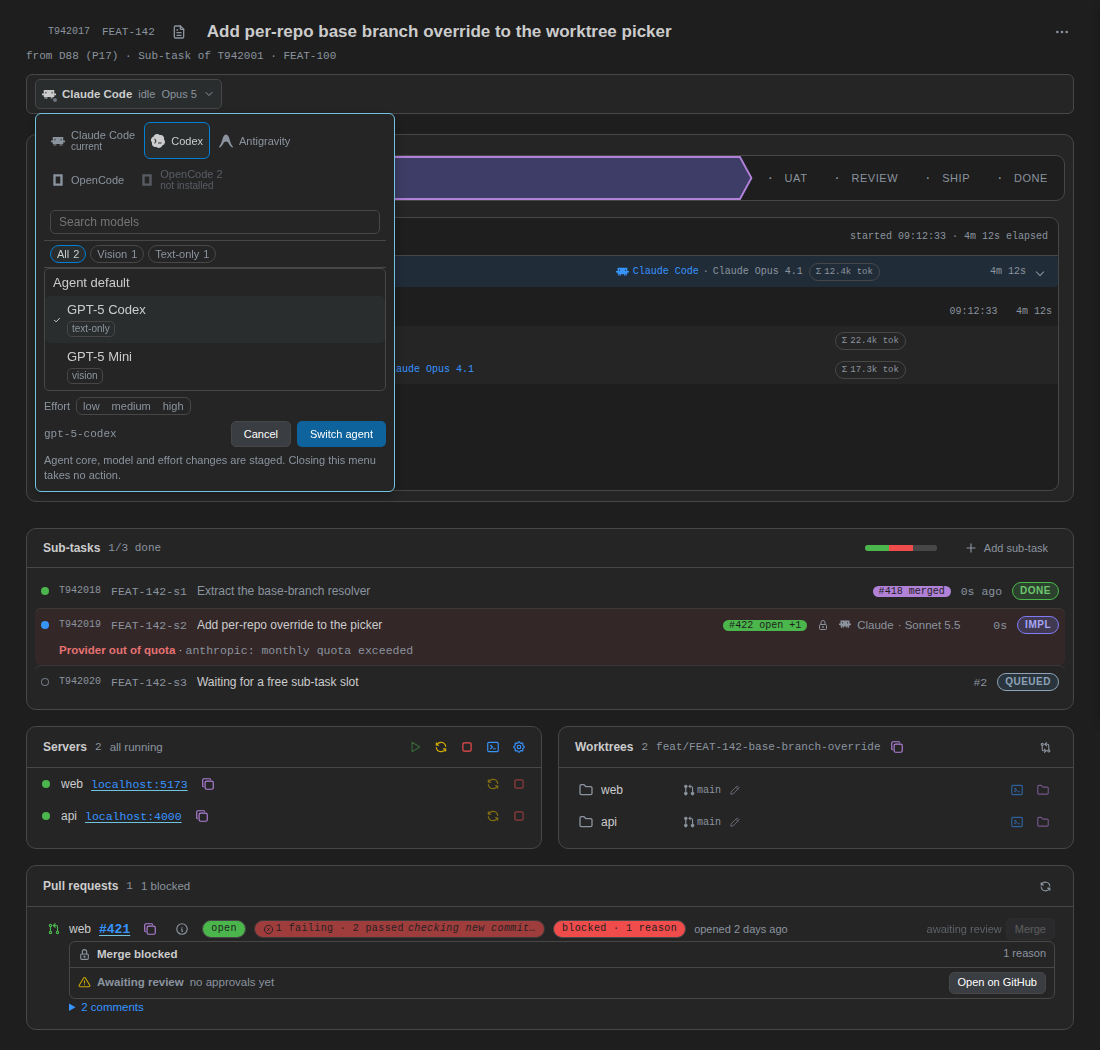 T942017 FEAT-142 Add per-repo base branch override to the worktree picker
from D88 (P17) · Sub-task of T942001 · FEAT-100
Claude Code idle Opus 5
Claude Code current
Codex
Antigravity
OpenCode
OpenCode 2 not installed
Search models
All 2 Vision 1 Text-only 1
Agent default
GPT-5 Codex
text-only
GPT-5 Mini
vision
Effort low medium high
gpt-5-codex Cancel Switch agent
Agent core, model and effort changes are staged. Closing this menu
takes no action.
· UAT · REVIEW · SHIP · DONE
started 09:12:33 · 4m 12s elapsed
Claude Code · Claude Opus 4.1 Σ 12.4k tok 4m 12s
09:12:33 4m 12s
Σ 22.4k tok
aude Opus 4.1 Σ 17.3k tok
Sub-tasks 1/3 done Add sub-task
T942018 FEAT-142-s1 Extract the base-branch resolver #418 merged 0s ago DONE
T942019 FEAT-142-s2 Add per-repo override to the picker #422 open +1 Claude · Sonnet 5.5 0s IMPL
Provider out of quota · anthropic: monthly quota exceeded
T942020 FEAT-142-s3 Waiting for a free sub-task slot #2 QUEUED
Servers 2 all running
web localhost:5173
api localhost:4000
Worktrees 2 feat/FEAT-142-base-branch-override
web main
api main
Pull requests 1 1 blocked
web #421 open 1 failing · 2 passed checking new commit… blocked · 1 reason opened 2 days ago awaiting review Merge
Merge blocked 1 reason
Awaiting review no approvals yet Open on GitHub
2 comments